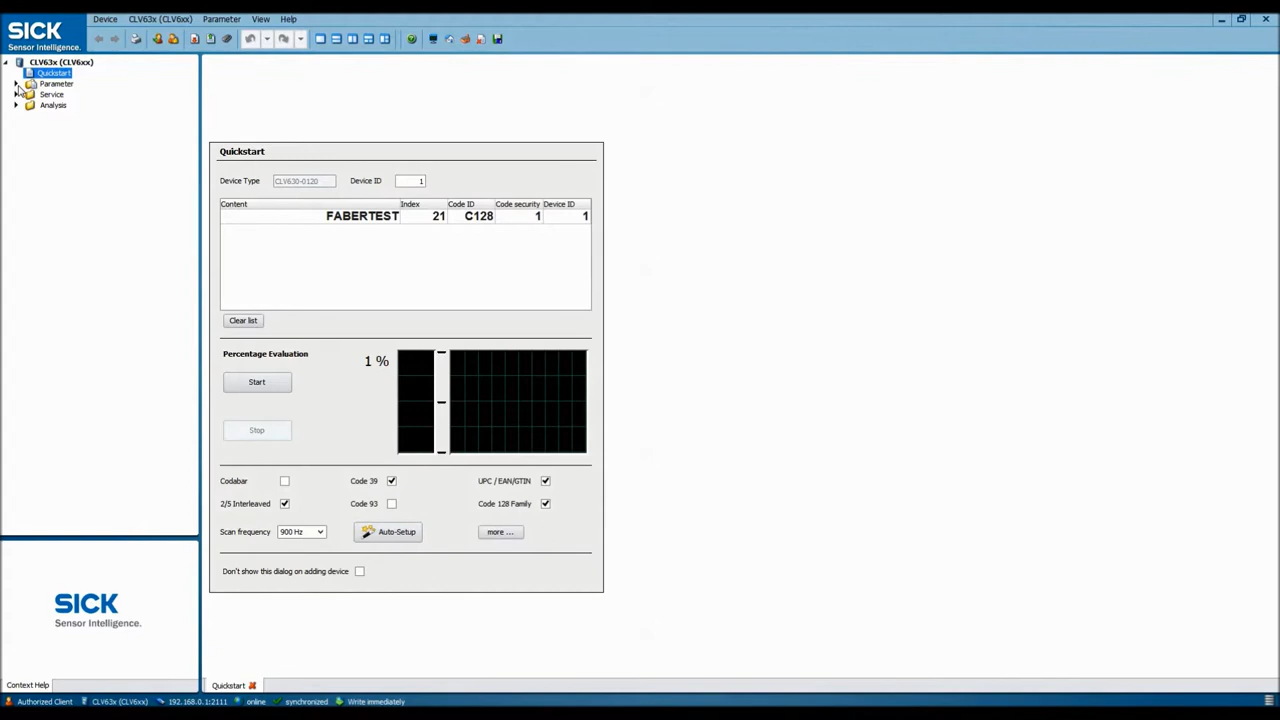 SICK
Sensor Intelligence.
Device CLV63x (CLV6xx) Parameter View Help
CLV63x (CLV6xx)
Quickstart
Parameter
Service
Analysis
Quickstart
Device Type CLV630-0120 Device ID 1
Content Index Code ID Code security Device ID
FABERTEST 21 C128 1 1
Clear list
Percentage Evaluation 1 %
Start
Stop
Codabar Code 39 UPC / EAN/GTIN
2/5 Interleaved Code 93 Code 128 Family
Scan frequency 900 Hz Auto-Setup more ...
Don't show this dialog on adding device
SICK
Sensor Intelligence.
Context Help Quickstart
Authorized Client CLV63x (CLV6xx) 192.168.0.1:2111 online synchronized Write immediately